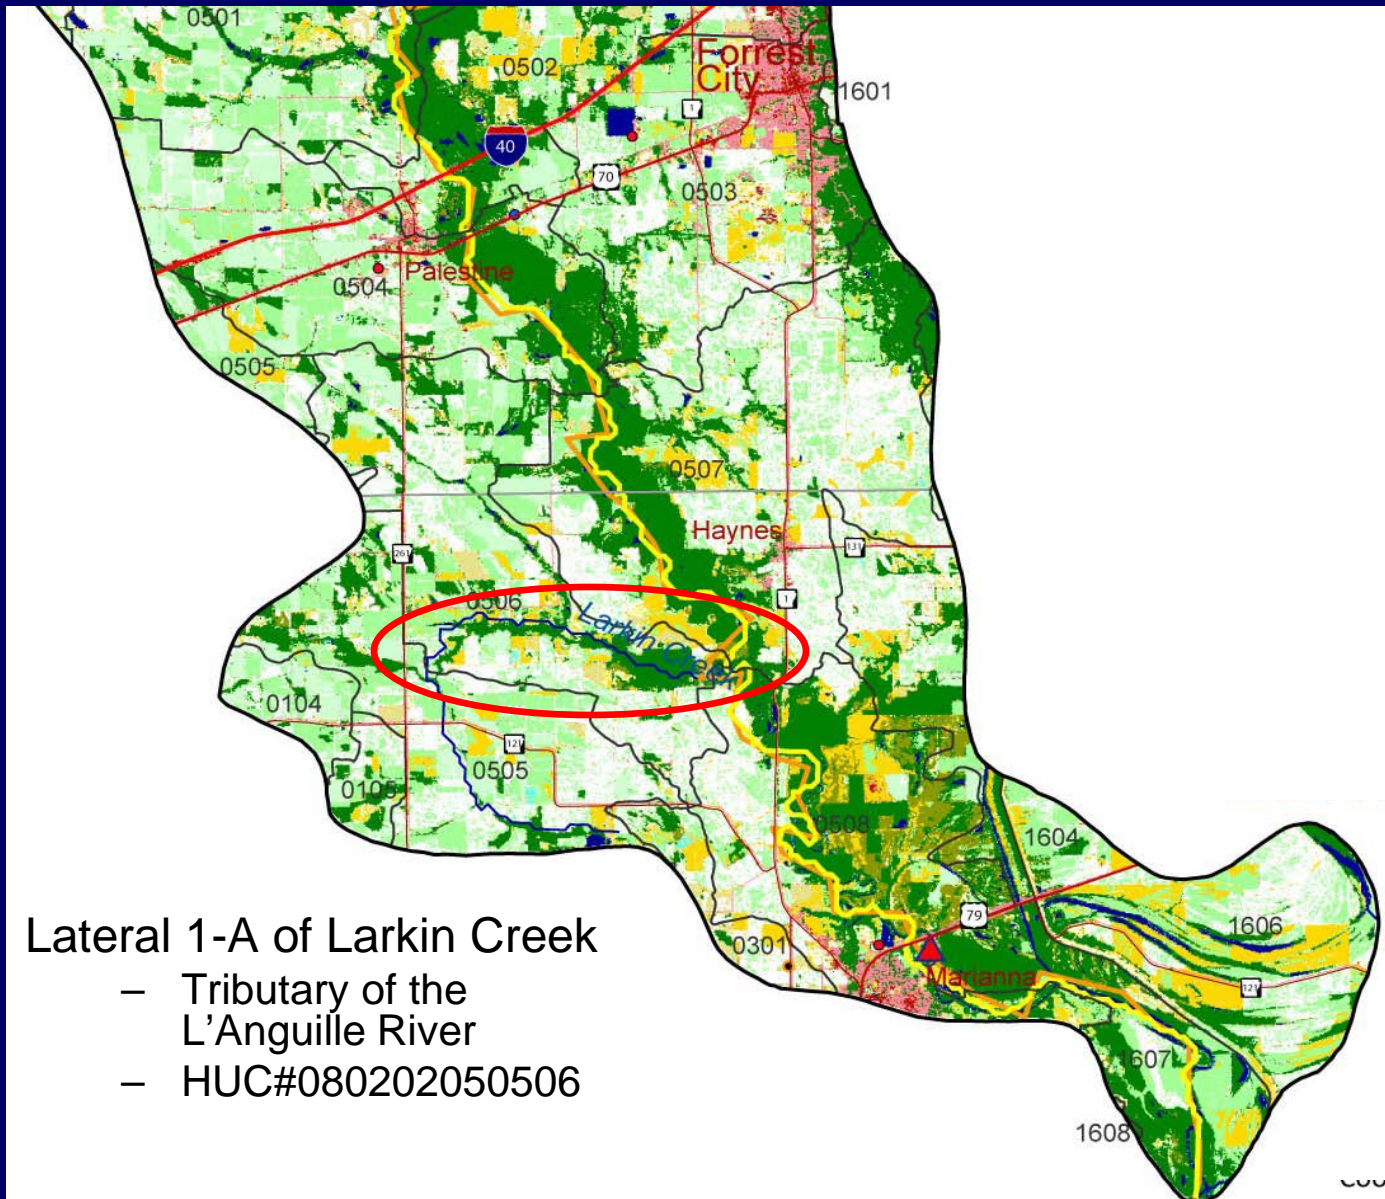 0501
0502
Forrest
City
1601
1
40
70
0503
Palestine
0504
0505
0507
Haynes
261
131
0506
1
Larkin Creek
0104
121
0505
0105
0508
1604
79
1606
0301
Marianna
121
1607
1608
Lateral 1-A of Larkin Creek
– Tributary of the
L'Anguille River
– HUC#080202050506